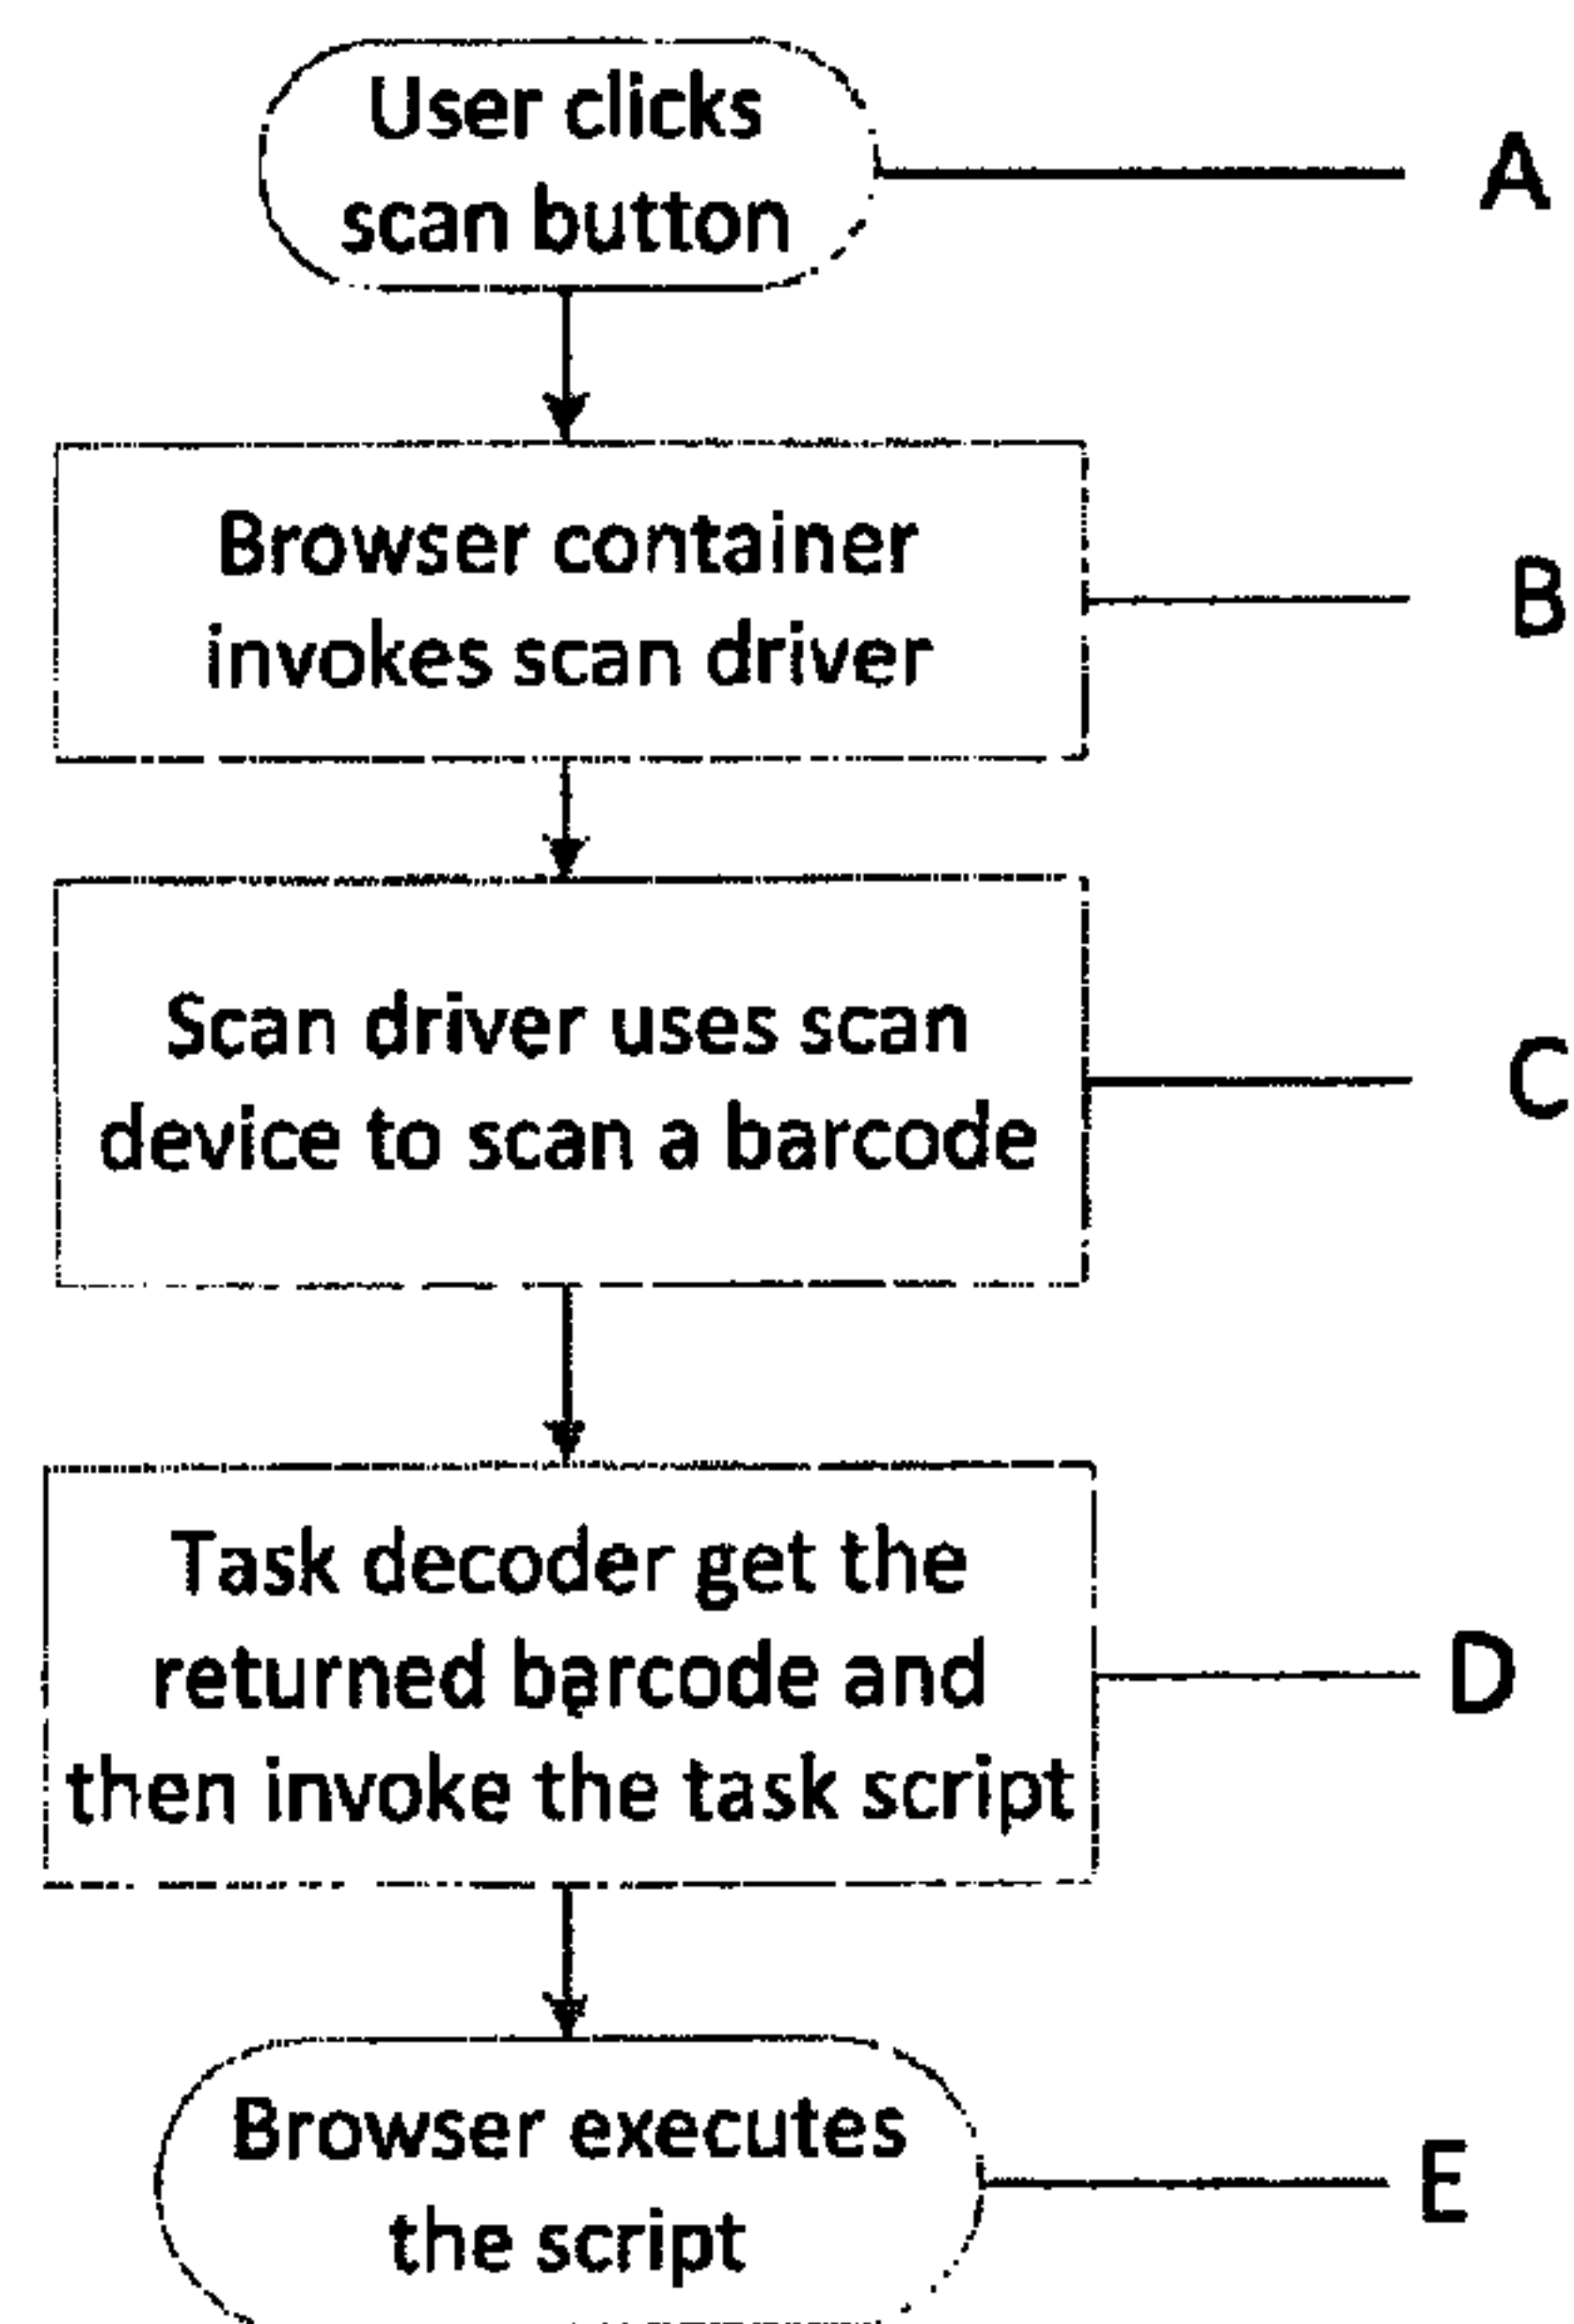 User clicks
scan button
A
Browser container
invokes scan driver
B
Scan driver uses scan
device to scan a barcode
C
Task decoder get the
returned barcode and
then invoke the task script
D
Browser executes
the script
E